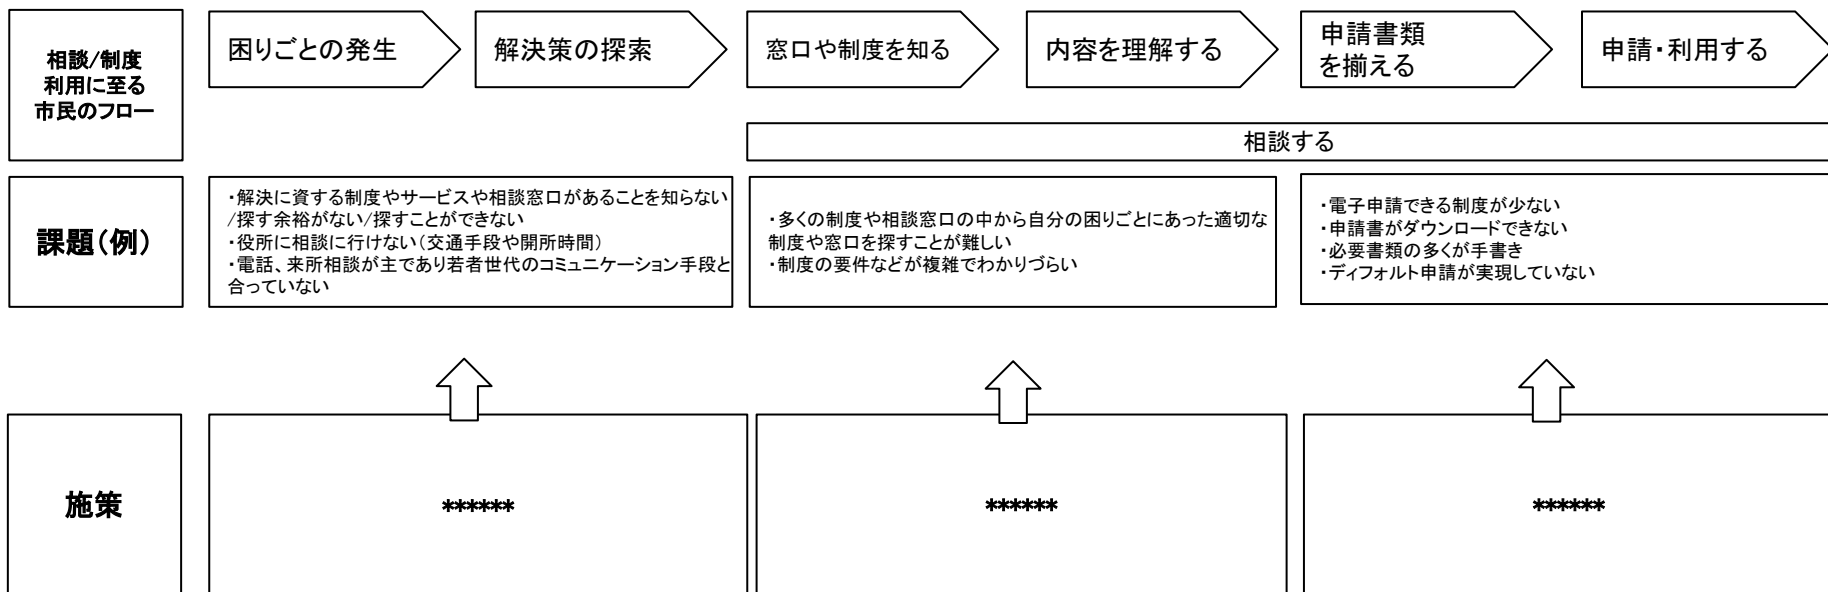 相談/制度
利用に至る
市民のフロー
困りごとの発生
解決策の探索
窓口や制度を知る
内容を理解する
申請書類
を揃える
申請・利用する
相談する
課題(例)
・解決に資する制度やサービスや相談窓口があることを知らない
/探す余裕がない/探すことができない
・役所に相談に行けない(交通手段や開所時間)
・電話、来所相談が主であり若者世代のコミュニケーション手段と
合っていない
・多くの制度や相談窓口の中から自分の困りごとにあった適切な
制度や窓口を探すことが難しい
・制度の要件などが複雑でわかりづらい
・電子申請できる制度が少ない
・申請書がダウンロードできない
・必要書類の多くが手書き
・ディフォルト申請が実現していない
施策
******
******
******